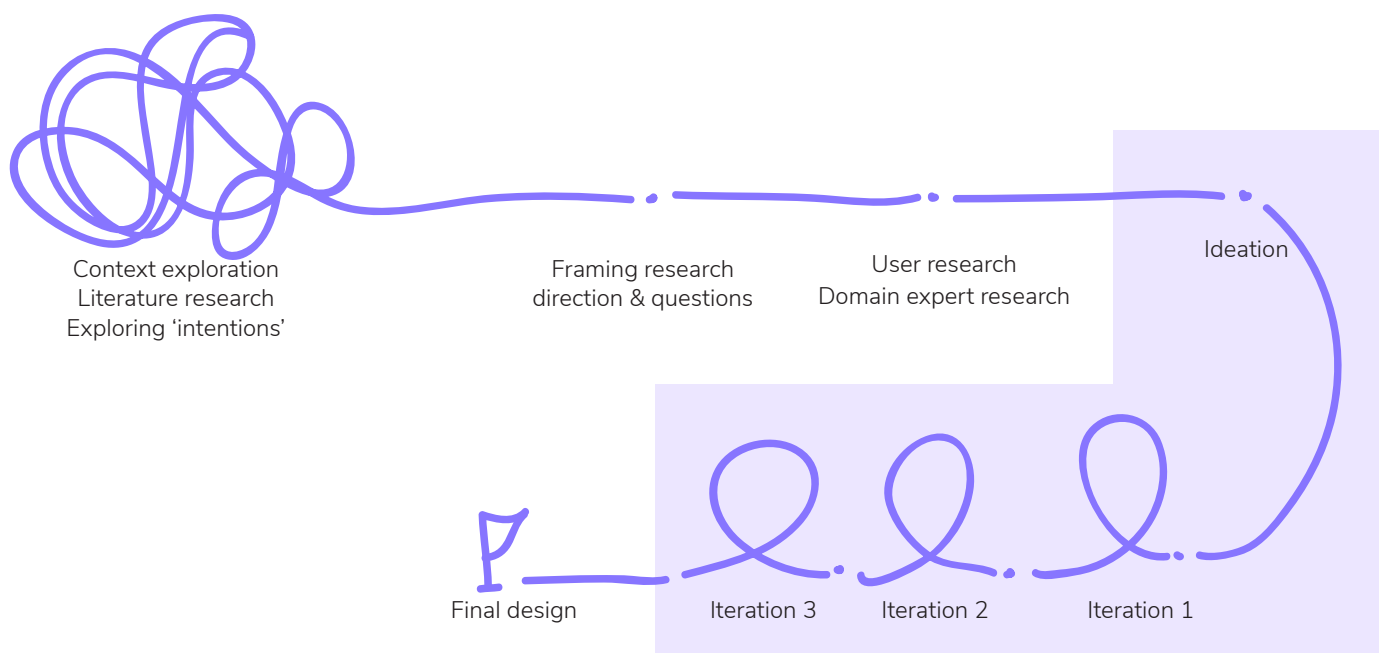 Context exploration
Literature research
Exploring ‘intentions’
Framing research
direction & questions
User research
Domain expert research
Ideation
Iteration 1
Iteration 2
Iteration 3
Final design